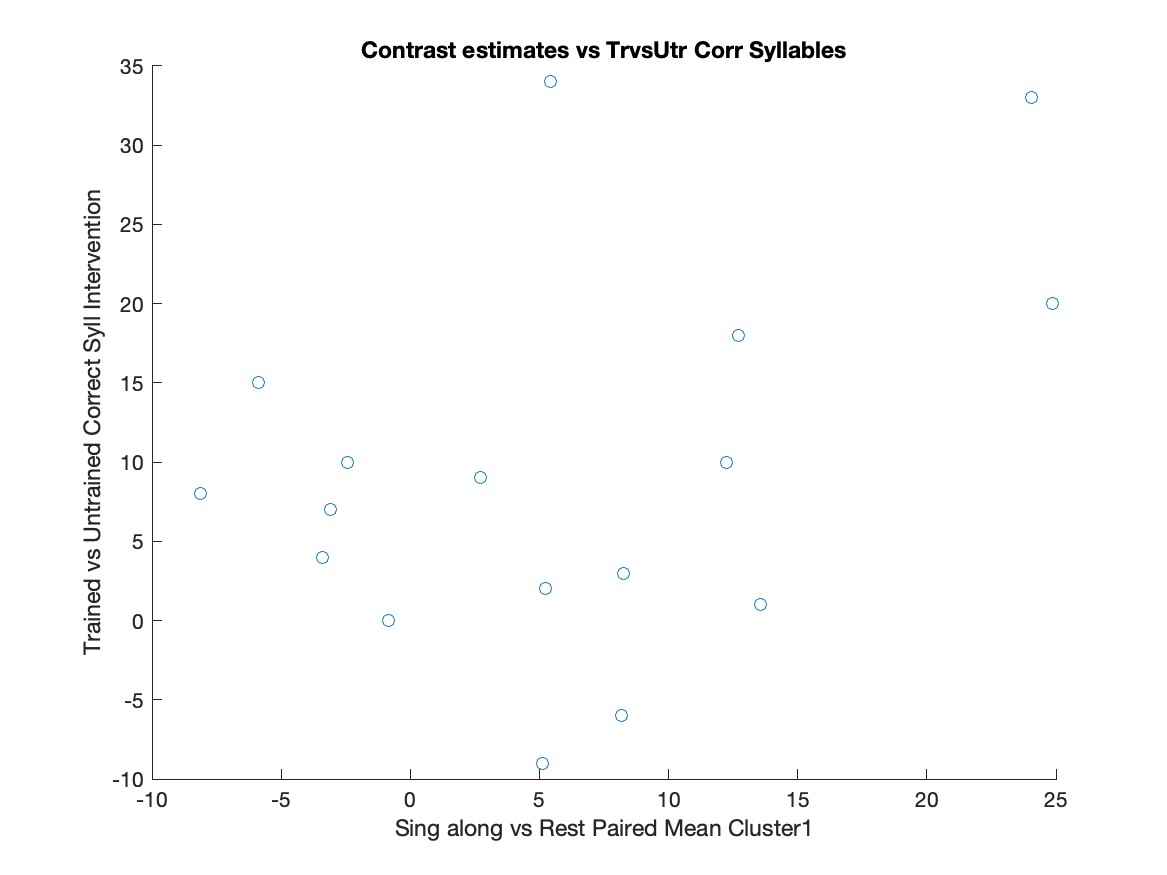 Contrast estimates vs TrvsUtr Corr Syllables
35
30
25
20
15
10
5
0
-5
-10
Trained vs Untrained Correct Syll Intervention
-10 -5 0 5 10 15 20 25
Sing along vs Rest Paired Mean Cluster1